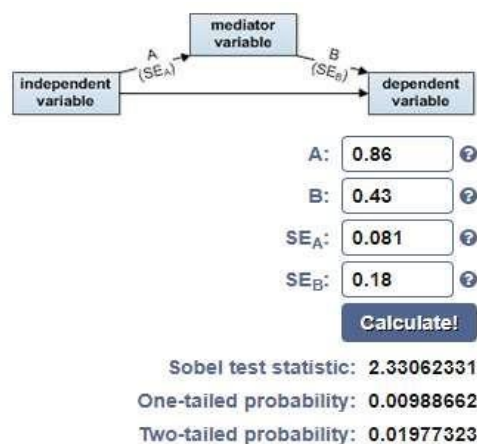 mediator
variable
A
(SEA)
B
(SEB)
independent
variable
dependent
variable
A: 0.86
B: 0.43
SEA: 0.081
SEB: 0.18
Calculate!
Sobel test statistic: 2.33062331
One-tailed probability: 0.00988662
Two-tailed probability: 0.01977323